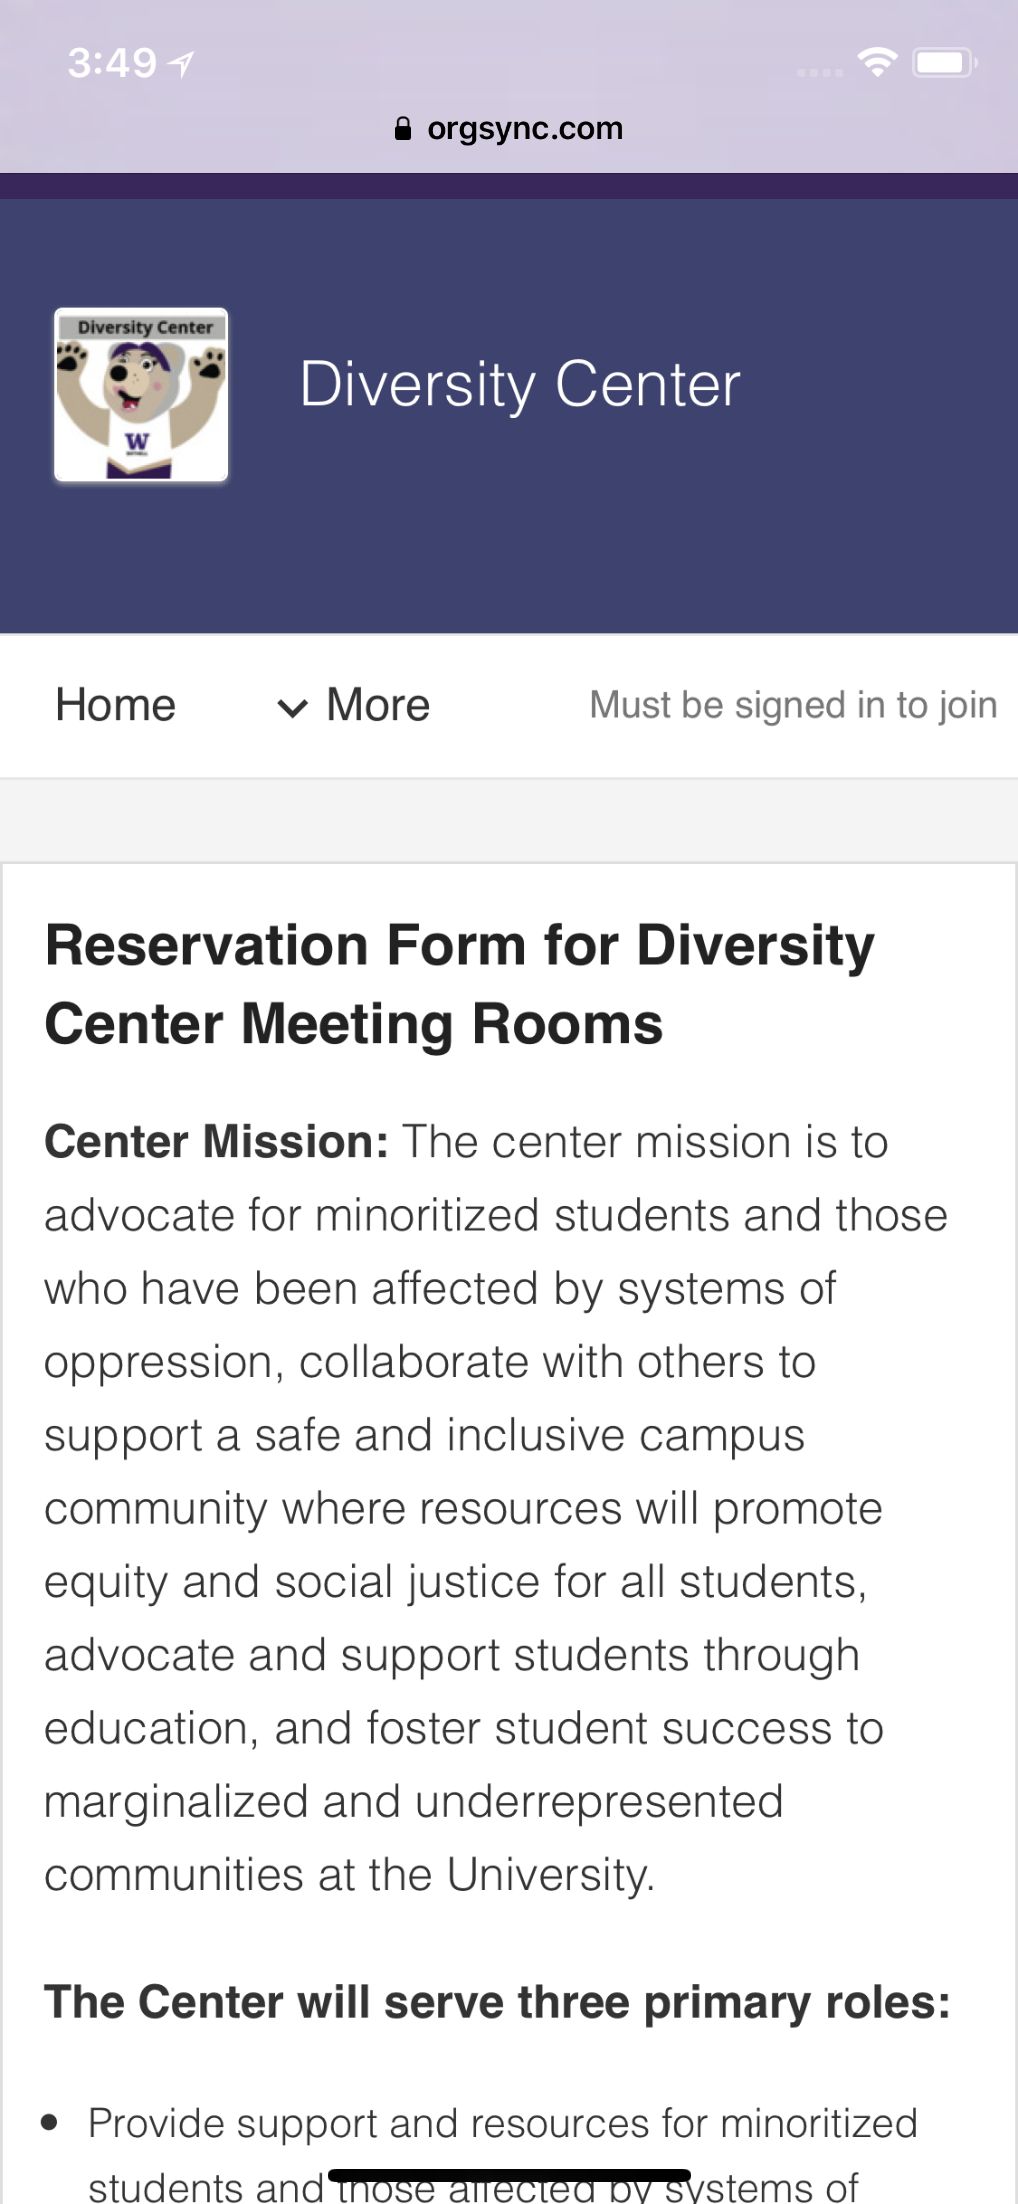 3:49
orgsync.com
Diversity Center
W
Diversity Center
Home
More
Must be signed in to join
Reservation Form for Diversity
Center Meeting Rooms
Center Mission: The center mission is to
advocate for minoritized students and those
who have been affected by systems of
oppression, collaborate with others to
support a safe and inclusive campus
community where resources will promote
equity and social justice for all students,
advocate and support students through
education, and foster student success to
marginalized and underrepresented
communities at the University.
The Center will serve three primary roles:
• Provide support and resources for minoritized
students and those affected by systems of